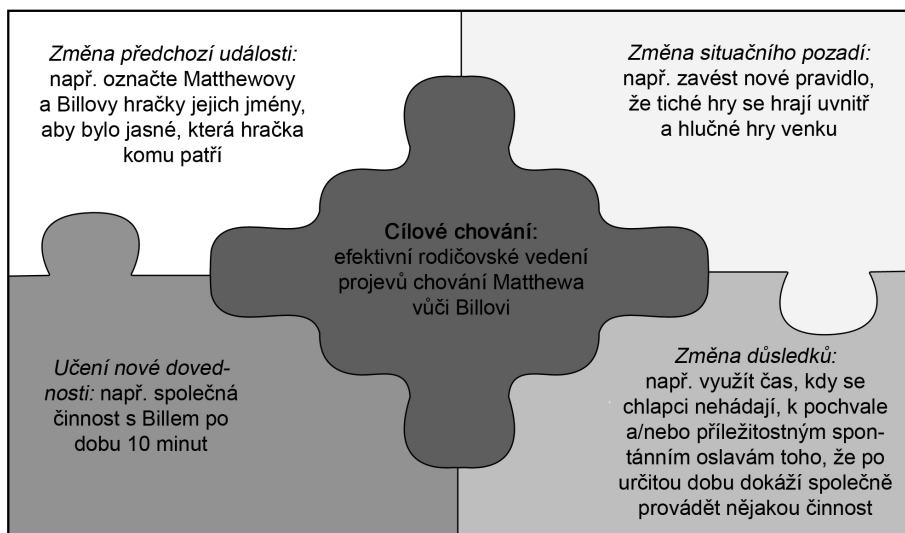 Změna předchozí události:
např. označte Matthewovy
a Billovy hračky jejich jmény,
aby bylo jasné, která hračka
komu patří
Změna situačního pozadí:
např. zavést nové pravidlo,
že tiché hry se hrají uvnitř
a hlučné hry venku
Cílové chování:
efektivní rodičovské vedení
projevů chování Matthewa
vůči Billovi
Učení nové doved-
nosti: např. společná
činnost s Billem po
dobu 10 minut
Změna důsledků:
např. využít čas, kdy se
chlapci nehádají, k pochvale
a/nebo příležitostným spon-
tánním oslavám toho, že po
určitou dobu dokáží společně
provádět nějakou činnost